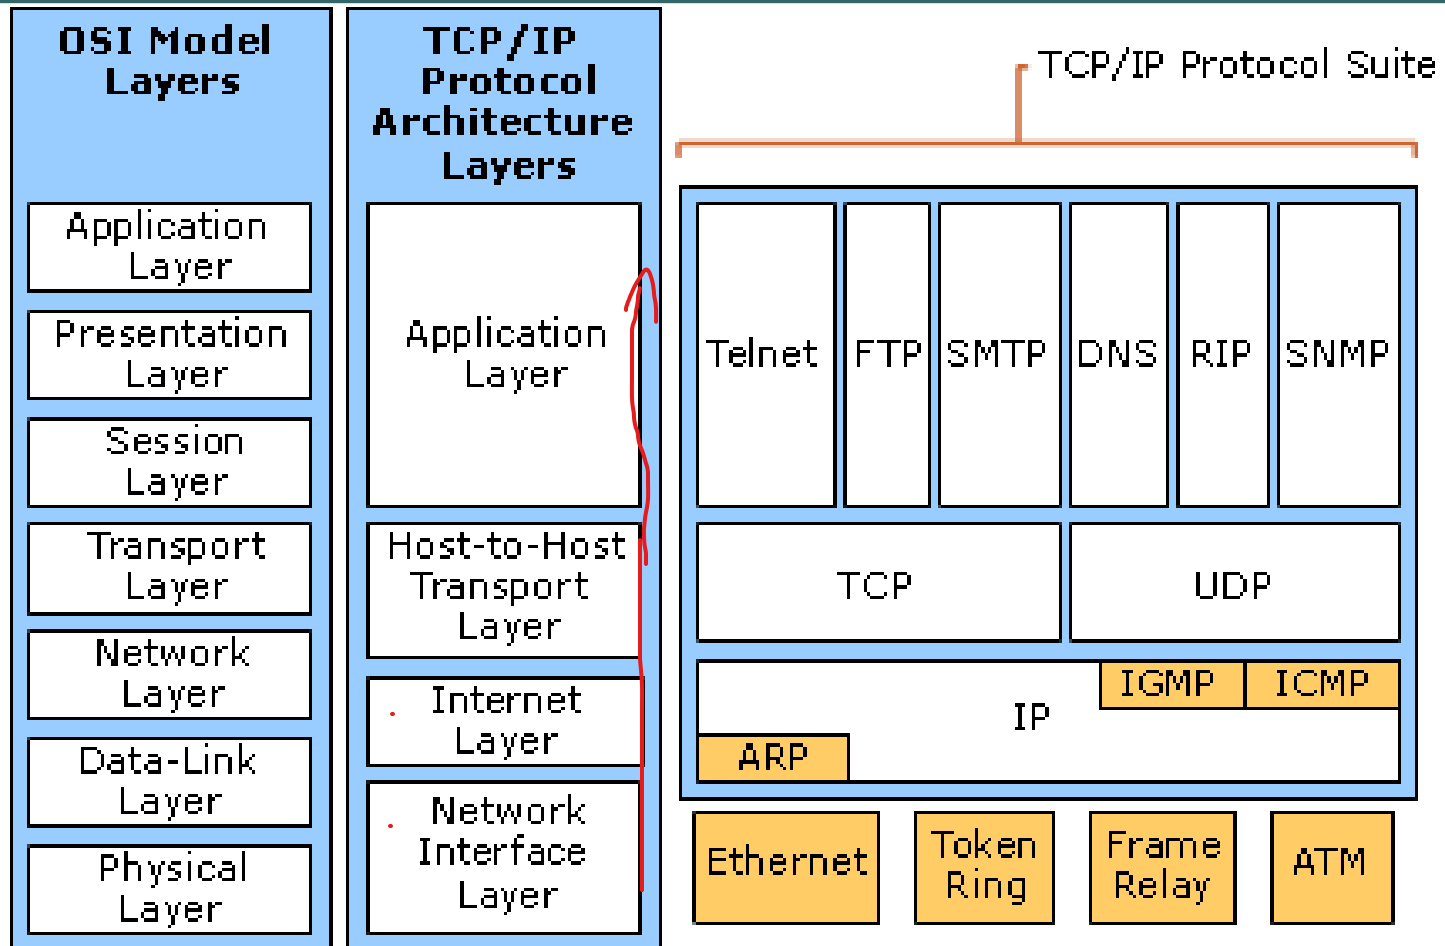 OSI Model
Layers
Application
Layer
Presentation
Layer
Session
Layer
Transport
Layer
Network
Layer
Data-Link
Layer
Physical
Layer
TCP/IP
Protocol
Architecture
Layers
Application
Layer
Host-to-Host
Transport
Layer
Internet
Layer
Network
Interface
Layer
TCP/IP Protocol Suite
Telnet
FTP
SMTP
DNS
RIP
SNMP
TCP
UDP
IGMP
ICMP
IP
ARP
Ethernet
Token
Ring
Frame
Relay
ATM